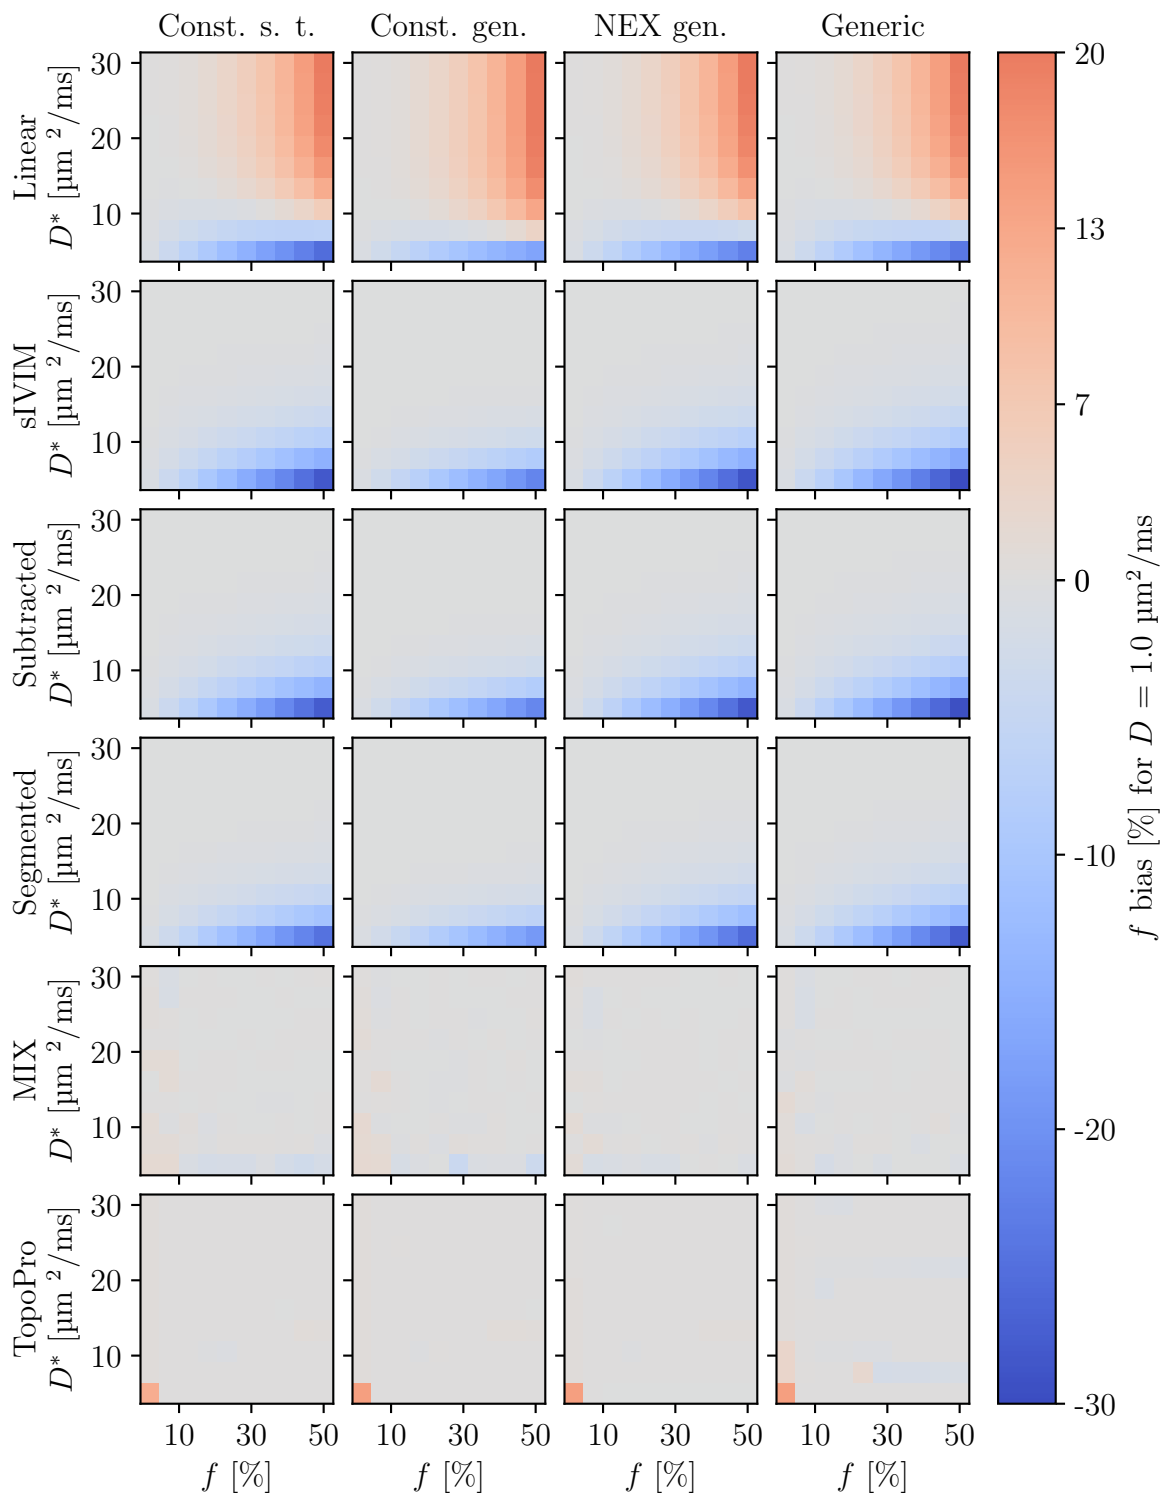 Const. s. t. Const. gen. NEX gen. Generic
Linear
D* [µm ²/ms]
30
20
10
sIVIM
D* [µm ²/ms]
30
20
10
Subtracted
D* [µm ²/ms]
30
20
10
Segmented
D* [µm ²/ms]
30
20
10
MIX
D* [µm ²/ms]
30
20
10
TopoPro
D* [µm ²/ms]
30
20
10
10 30 50 10 30 50 10 30 50 10 30 50
f [%] f [%] f [%] f [%]
20
13
7
0
-10
-20
-30
f bias [%] for D = 1.0 µm²/ms